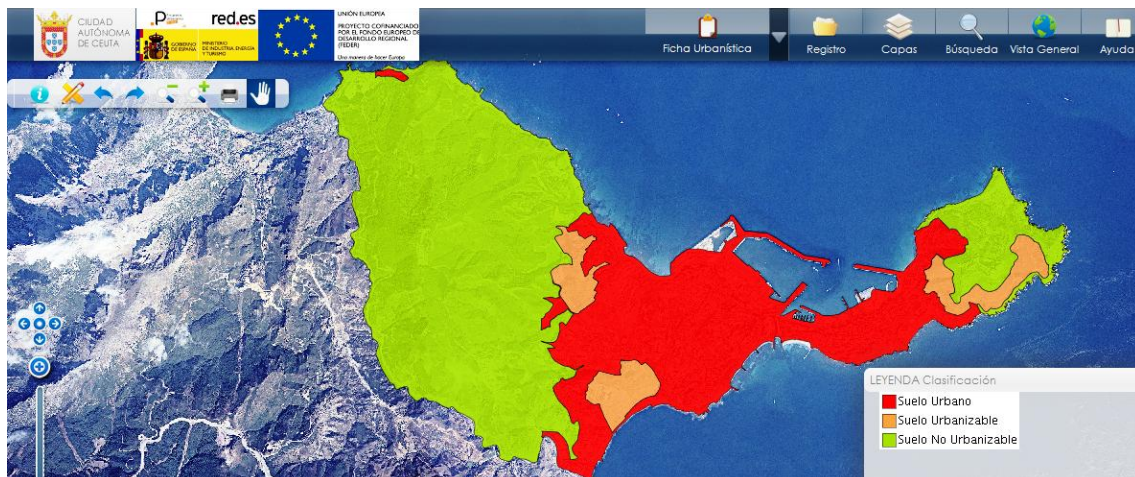 CIUDAD
AUTÓNOMA
DE CEUTA
red.es
GOBIERNO
DE ESPAÑA
MINISTERIO
DE INDUSTRIA, ENERGÍA
Y TURISMO
UNIÓN EUROPEA
PROYECTO COFINANCIADO
POR EL FONDO EUROPEO DE
DESARROLLO REGIONAL
(FEDER)
Una manera de hacer Europa
Ficha Urbanística
Registro
Capas
Búsqueda
Vista General
Ayuda
LEYENDA Clasificación
Suelo Urbano
Suelo Urbanizable
Suelo No Urbanizable